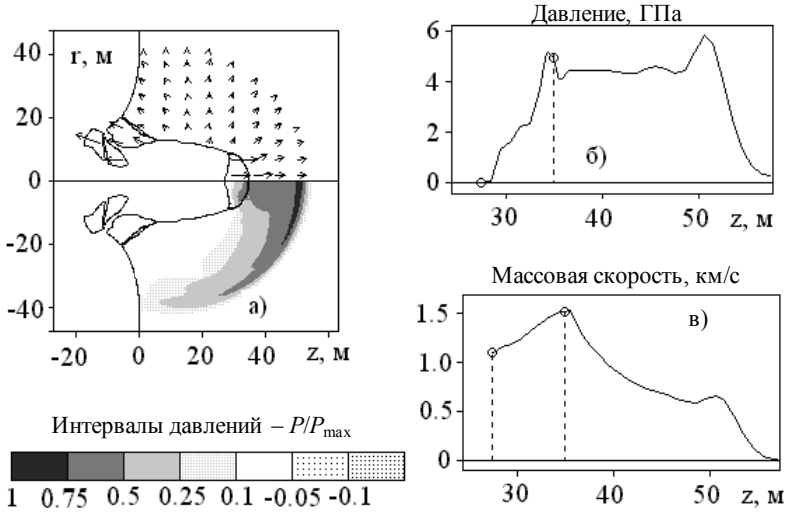 r, м
40
20
0
-20
-40
-20 0 20 40 z, м
а)
Давление, ГПа
6
4
2
0
30 40 50 z, м
б)
Массовая скорость, км/с
1.5
1.0
0.5
0
30 40 50 z, м
в)
Интервалы давлений – P/Pmax
1 0.75 0.5 0.25 0.1 -0.05 -0.1